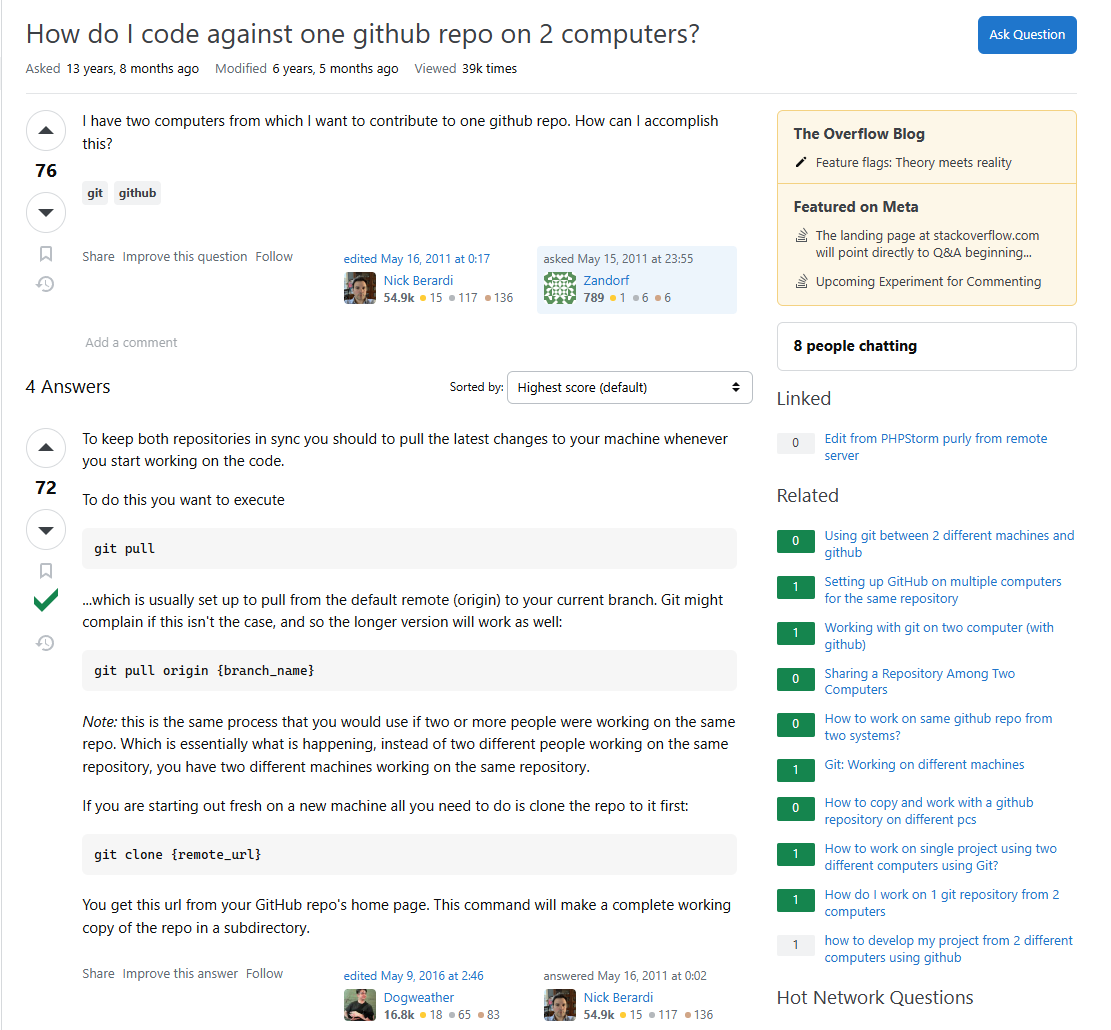 How do I code against one github repo on 2 computers?
Ask Question
Asked 13 years, 8 months ago Modified 6 years, 5 months ago Viewed 39k times
76
I have two computers from which I want to contribute to one github repo. How can I accomplish
this?
git github
Share Improve this question Follow
edited May 16, 2011 at 0:17
Nick Berardi
54.9k 15 117 136
asked May 15, 2011 at 23:55
Zandorf
789 1 6 6
Add a comment
4 Answers
Sorted by: Highest score (default)
72
To keep both repositories in sync you should to pull the latest changes to your machine whenever
you start working on the code.
To do this you want to execute
git pull
...which is usually set up to pull from the default remote (origin) to your current branch. Git might
complain if this isn't the case, and so the longer version will work as well:
git pull origin {branch_name}
Note: this is the same process that you would use if two or more people were working on the same
repo. Which is essentially what is happening, instead of two different people working on the same
repository, you have two different machines working on the same repository.
If you are starting out fresh on a new machine all you need to do is clone the repo to it first:
git clone {remote_url}
You get this url from your GitHub repo's home page. This command will make a complete working
copy of the repo in a subdirectory.
Share Improve this answer Follow
edited May 9, 2016 at 2:46
Dogweather
16.8k 18 65 83
answered May 16, 2011 at 0:02
Nick Berardi
54.9k 15 117 136
The Overflow Blog
Feature flags: Theory meets reality
Featured on Meta
The landing page at stackoverflow.com
will point directly to Q&A beginning...
Upcoming Experiment for Commenting
8 people chatting
Linked
0 Edit from PHPStorm purly from remote
server
Related
0 Using git between 2 different machines and
github
1 Setting up GitHub on multiple computers
for the same repository
1 Working with git on two computer (with
github)
0 Sharing a Repository Among Two
Computers
0 How to work on same github repo from
two systems?
1 Git: Working on different machines
0 How to copy and work with a github
repository on different pcs
1 How to work on single project using two
different computers using Git?
1 How do I work on 1 git repository from 2
computers
1 how to develop my project from 2 different
computers using github
Hot Network Questions